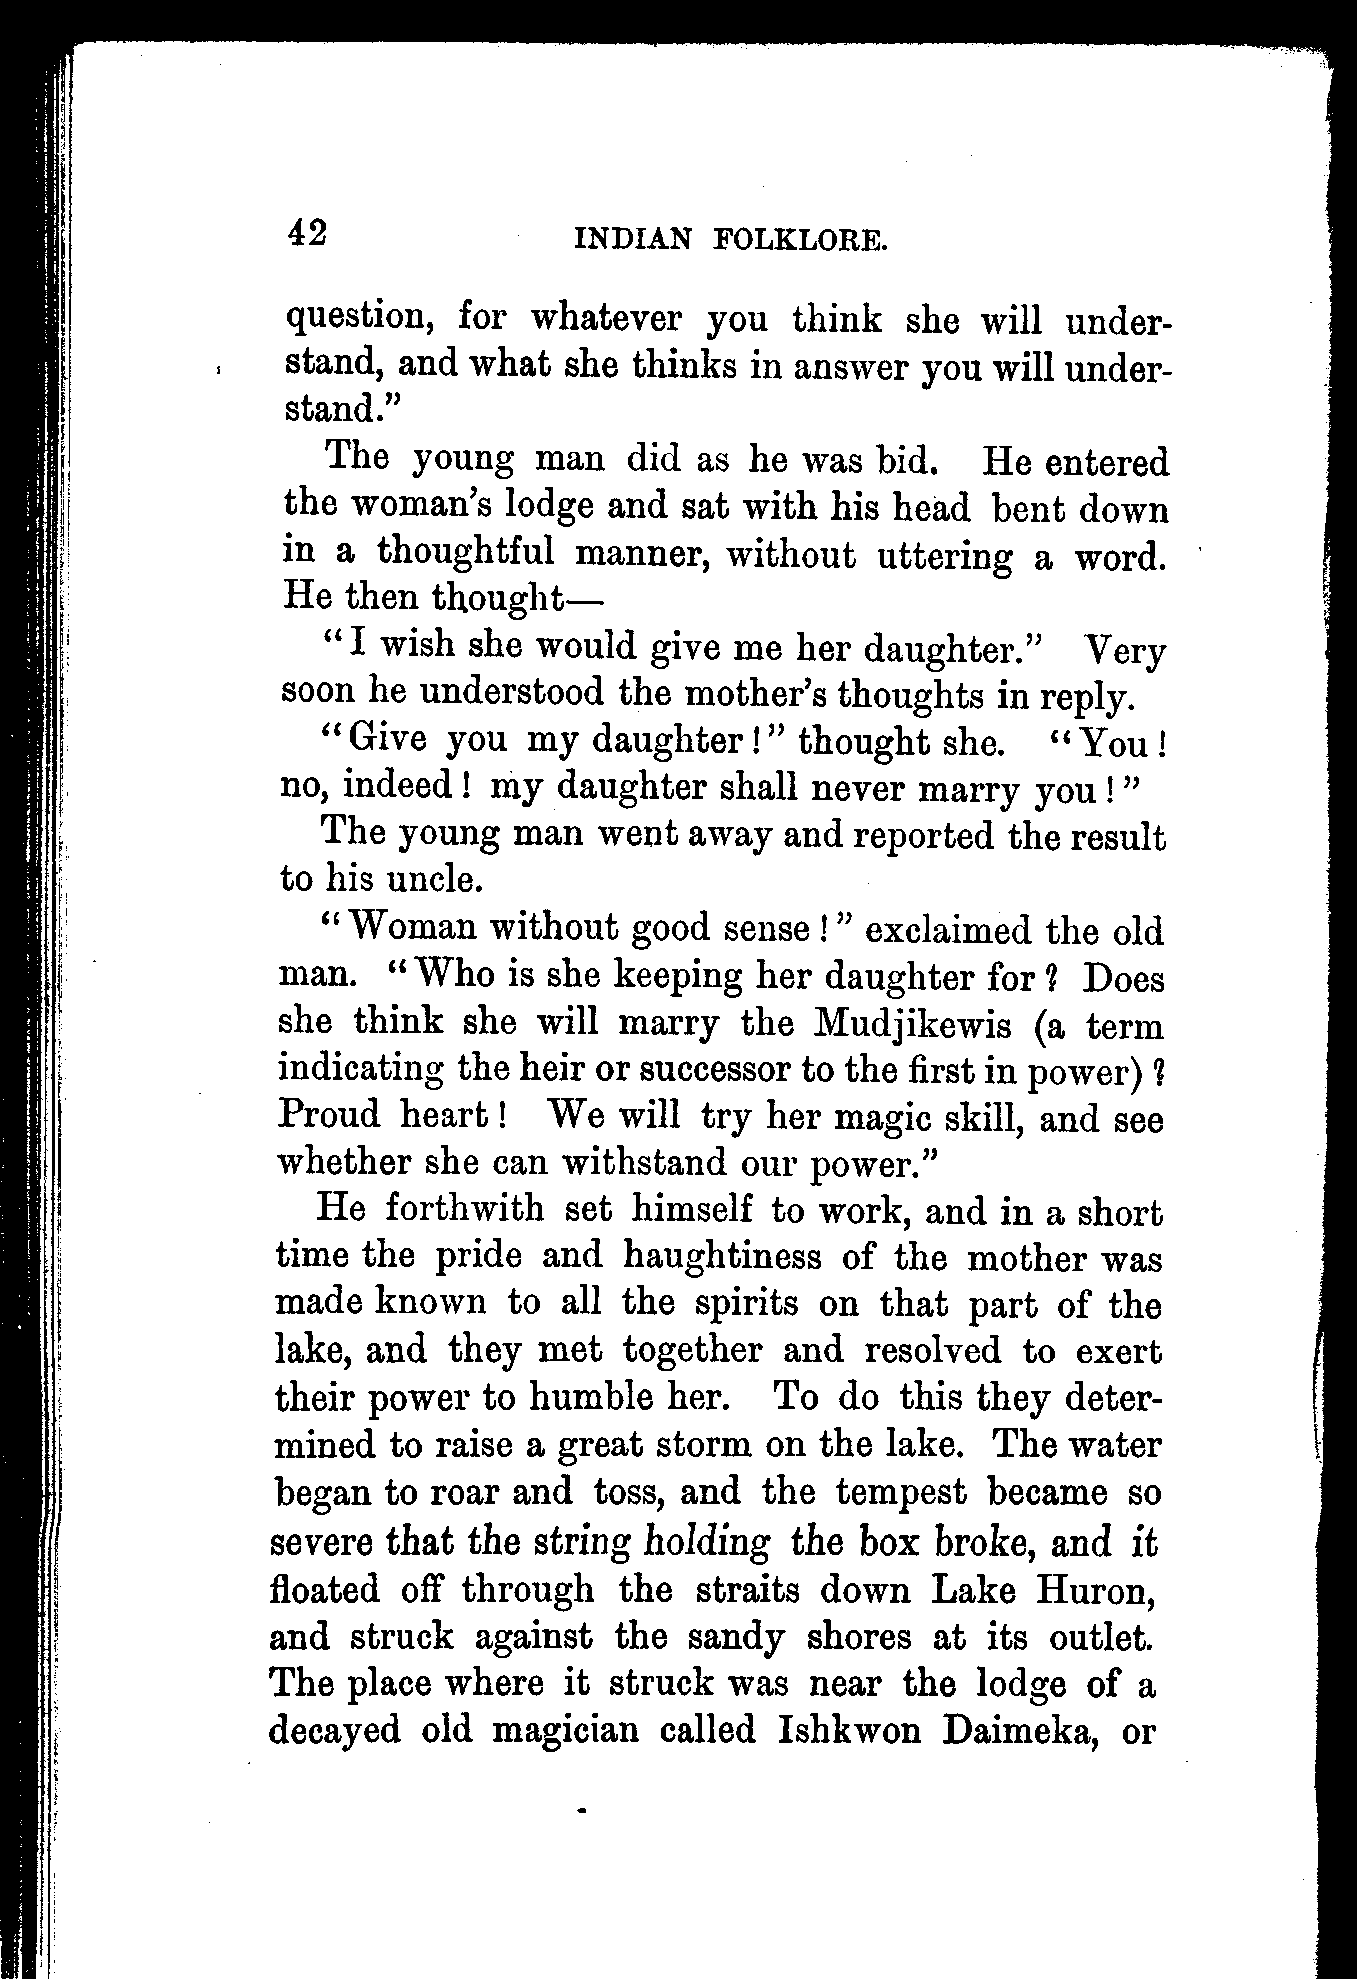 42 INDIAN FOLKLORE.
question, for whatever you think she will under-
stand, and what she thinks in answer you will under-
stand.”
The young man did as he was bid. He entered
the woman's lodge and sat with his head bent down
in a thoughtful manner, without uttering a word.
He then thought—
“I wish she would give me her daughter.” Very
soon he understood the mother's thoughts in reply.
“Give you my daughter!” thought she. “You!
no, indeed! my daughter shall never marry you!”
The young man went away and reported the result
to his uncle.
“Woman without good sense!” exclaimed the old
man. “Who is she keeping her daughter for? Does
she think she will marry the Mudjikewis (a term
indicating the heir or successor to the first in power)?
Proud heart! We will try her magic skill, and see
whether she can withstand our power.”
He forthwith set himself to work, and in a short
time the pride and haughtiness of the mother was
made known to all the spirits on that part of the
lake, and they met together and resolved to exert
their power to humble her. To do this they deter-
mined to raise a great storm on the lake. The water
began to roar and toss, and the tempest became so
severe that the string holding the box broke, and it
floated off through the straits down Lake Huron,
and struck against the sandy shores at its outlet.
The place where it struck was near the lodge of a
decayed old magician called Ishkwon Daimeka, or